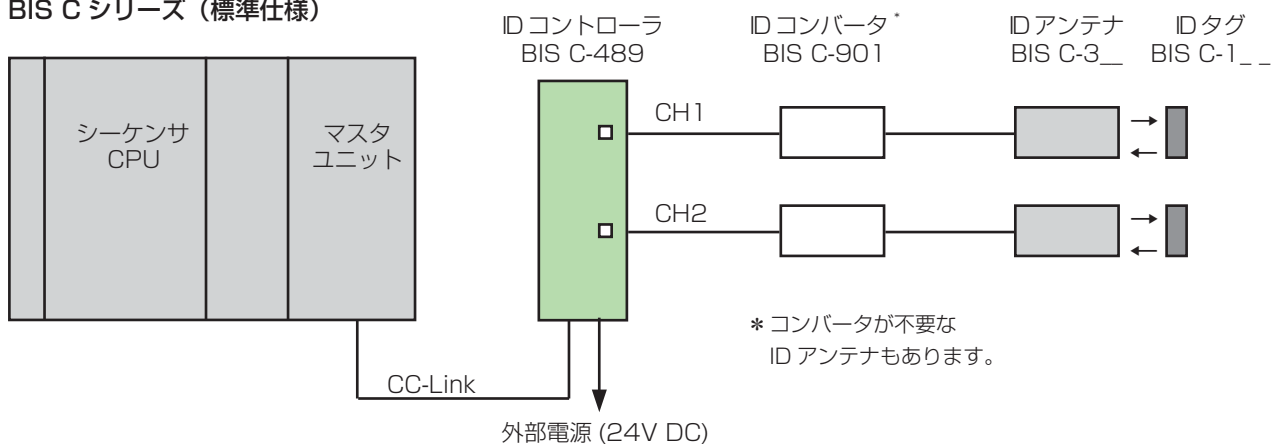 BIS C シリーズ（標準仕様）
ID コントローラ
BIS C-489
ID コンバータ*
BIS C-901
ID アンテナ
BIS C-3__
ID タグ
BIS C-1_ _
シーケンサ
CPU
マスタ
ユニット
CH1
CH2
* コンバータが不要な
ID アンテナもあります。
CC-Link
外部電源 (24V DC)